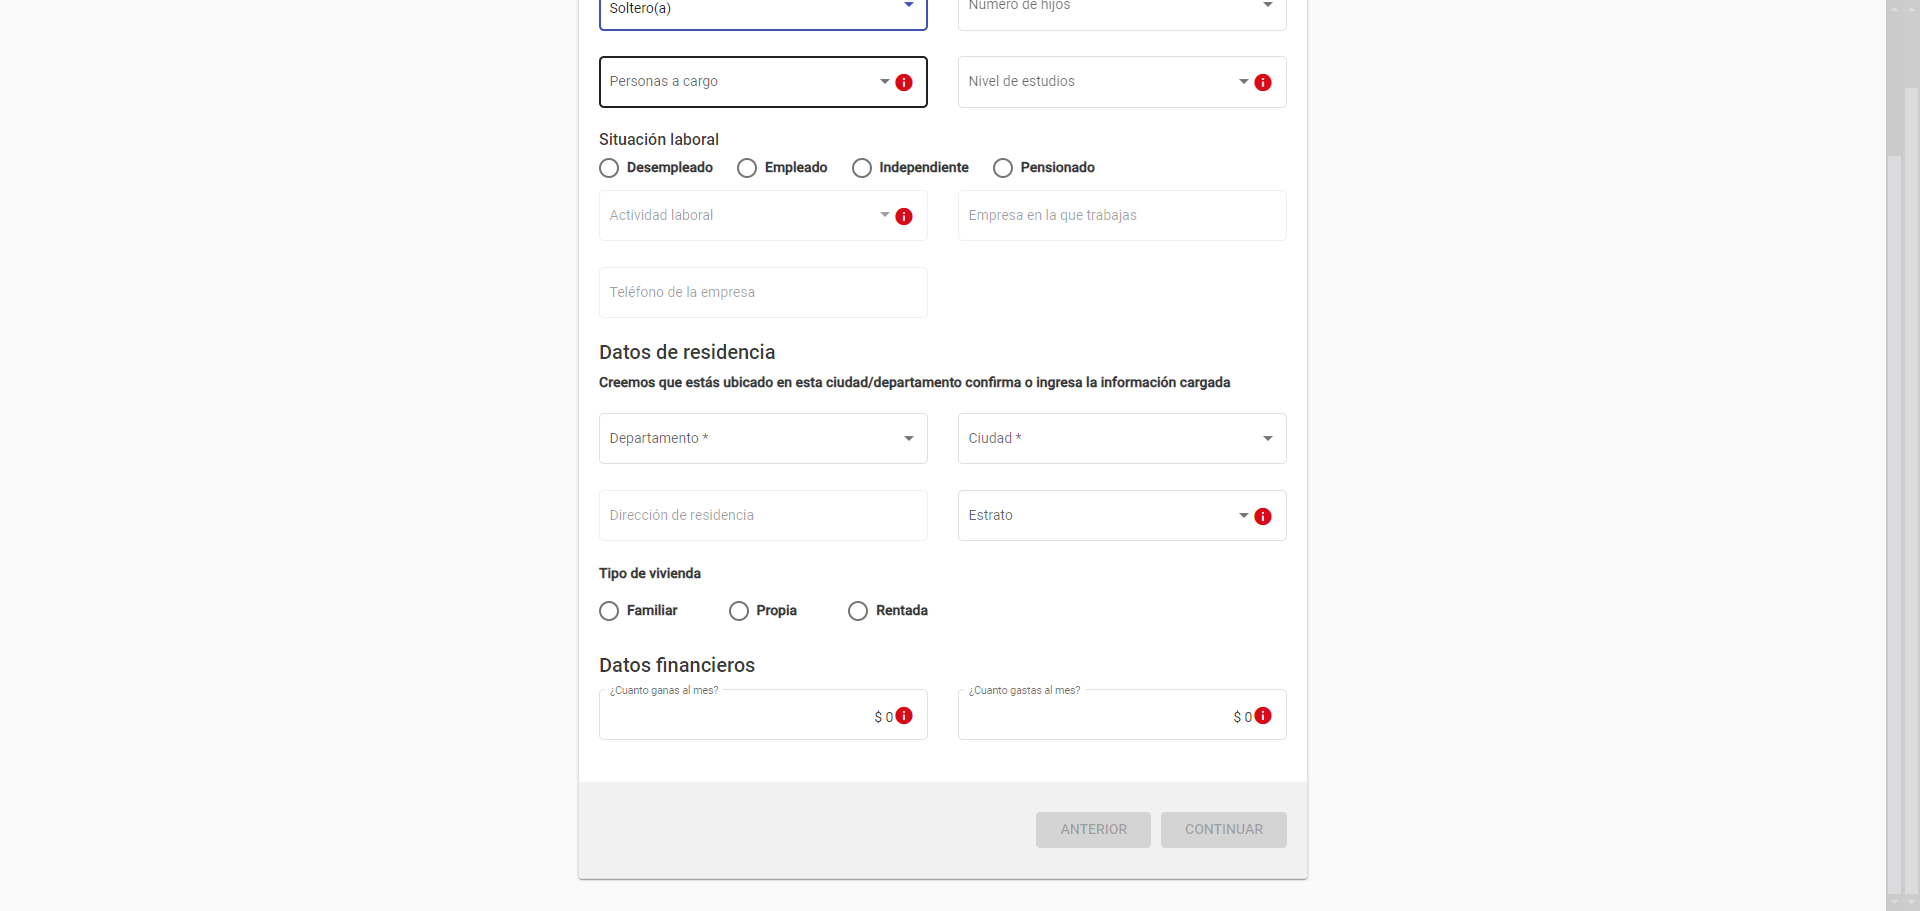 Soltero(a)
Número de hijos
Personas a cargo
Nivel de estudios
Situación laboral
Desempleado
Empleado
Independiente
Pensionado
Actividad laboral
Empresa en la que trabajas
Teléfono de la empresa
Datos de residencia
Creemos que estás ubicado en esta ciudad/departamento confirma o ingresa la información cargada
Departamento *
Ciudad *
Dirección de residencia
Estrato
Tipo de vivienda
Familiar
Propia
Rentada
Datos financieros
¿Cuanto ganas al mes?
¿Cuanto gastas al mes?
$ 0
$ 0
ANTERIOR
CONTINUAR